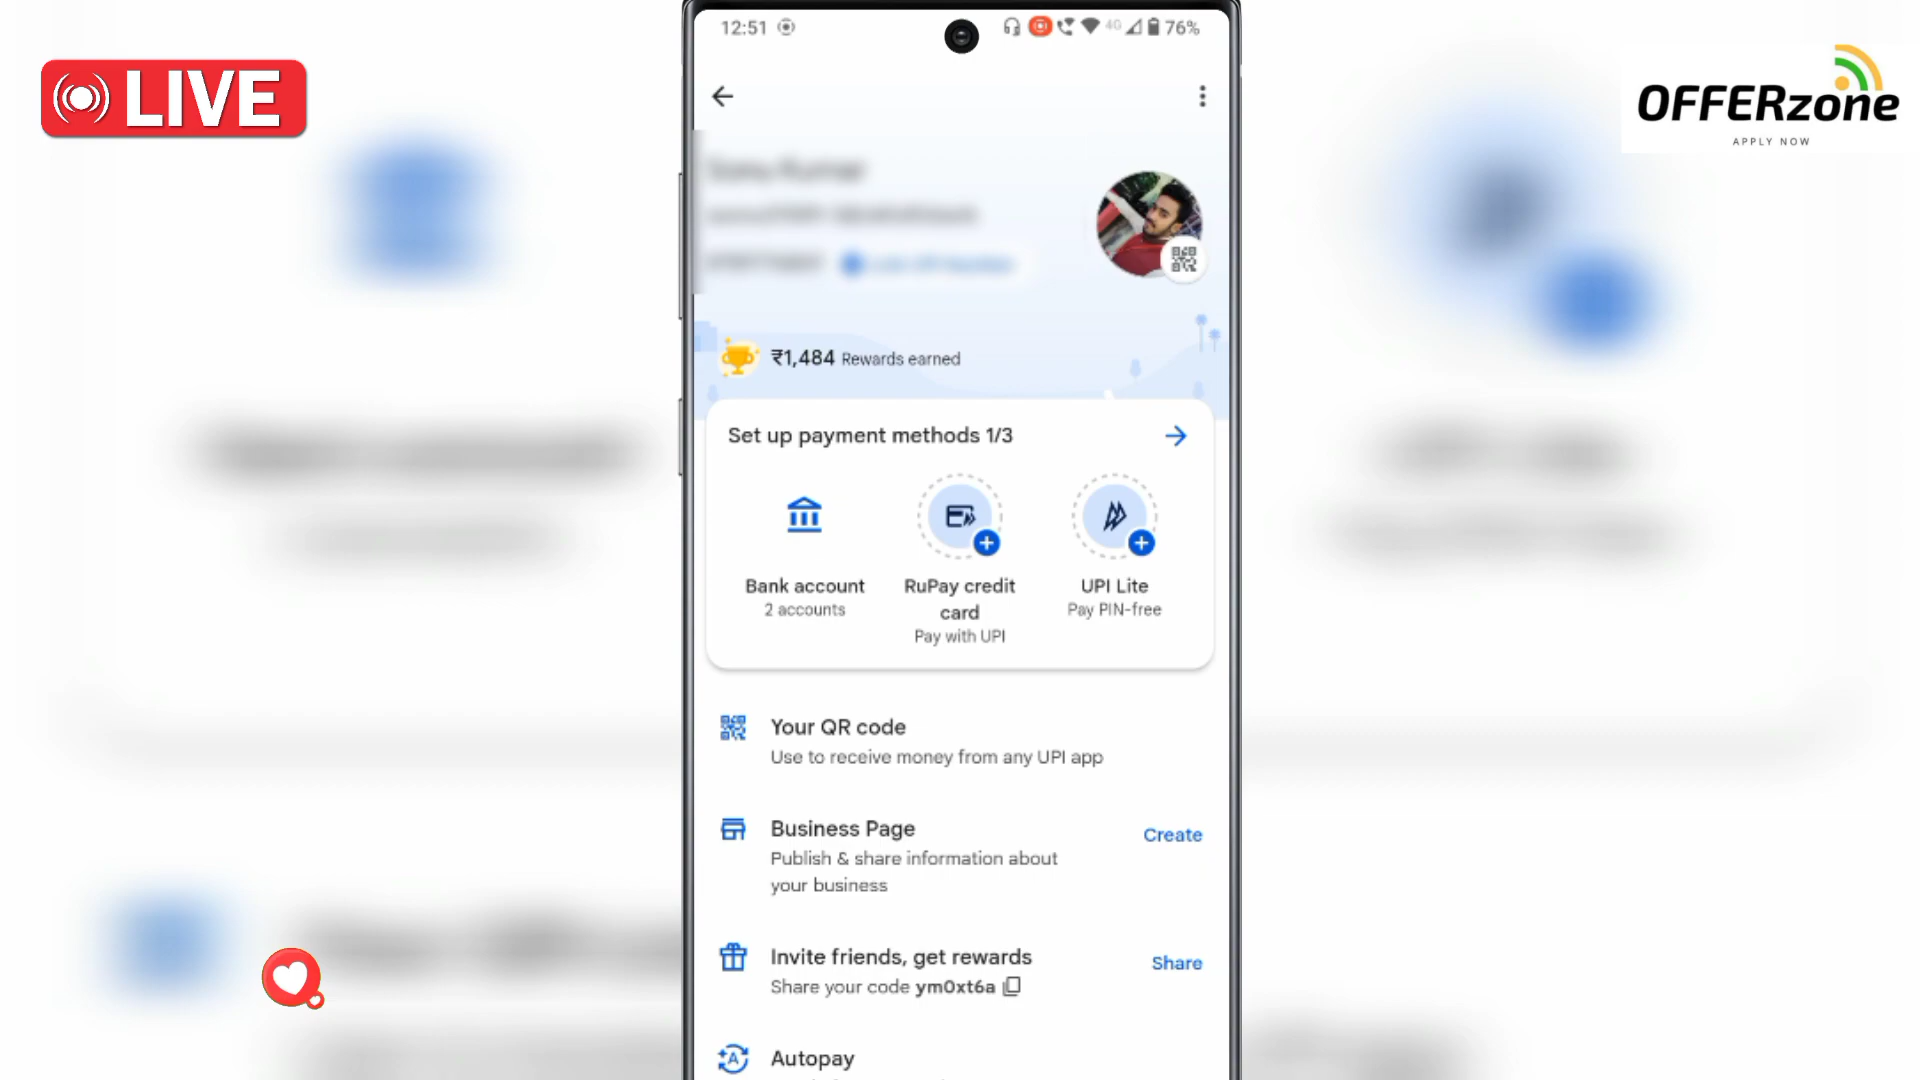 LIVE
OFFERzone
APPLY NOW
12:51
4G
76%
₹1,484 Rewards earned
Set up payment methods 1/3
Bank account
2 accounts
RuPay credit
card
Pay with UPI
UPI Lite
Pay PIN-free
Your QR code
Use to receive money from any UPI app
Business Page
Publish & share information about
your business
Create
Invite friends, get rewards
Share your code ym0xt6a
Share
Autopay